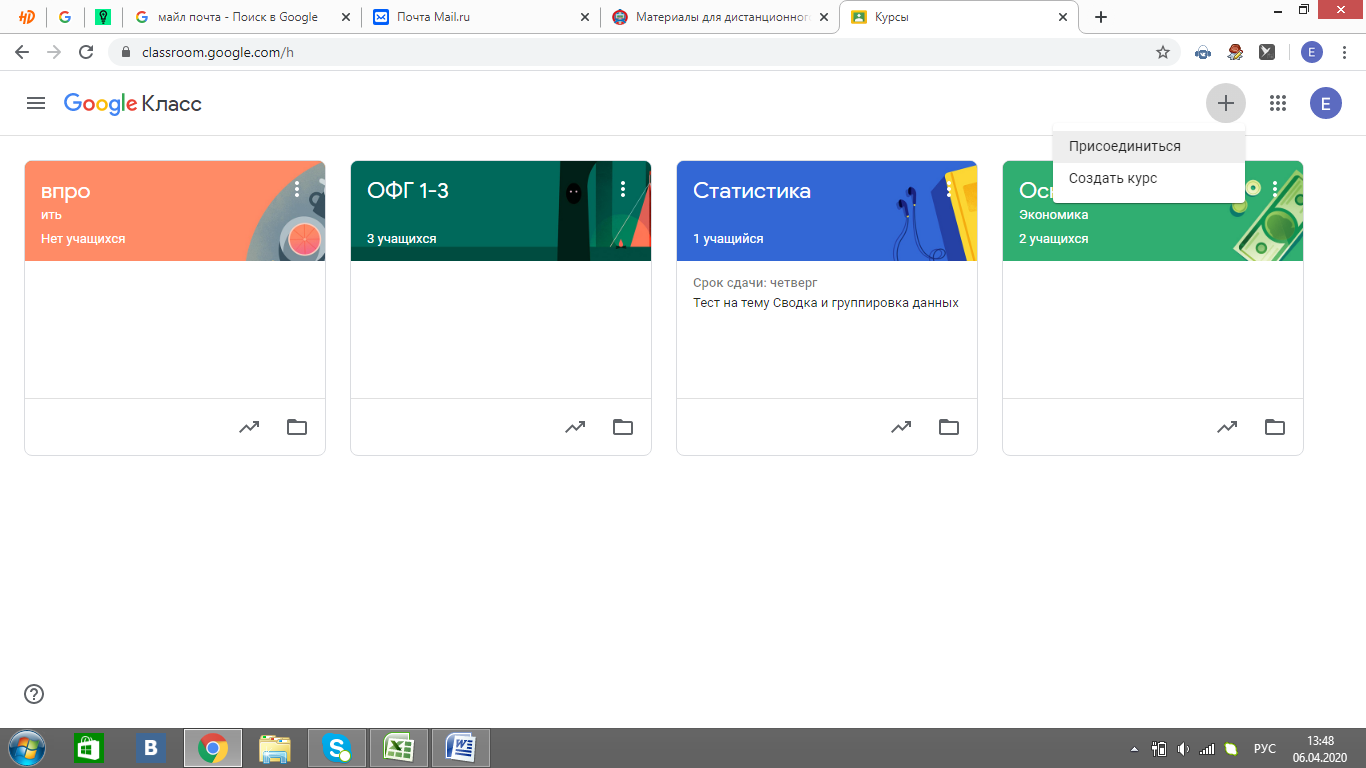 майл почта - Поиск в Google
Почта Mail.ru
Материалы для дистанционног
Курсы
classroom.google.com/h
E
Google Класс
E
Присоединиться
Создать курс
впро
ить
Нет учащихся
ОФГ 1-3
3 учащихся
Статистика
1 учащийся
Осн
Экономика
2 учащихся
Срок сдачи: четверг
Тест на тему Сводка и группировка данных
РУС
13:48
06.04.2020